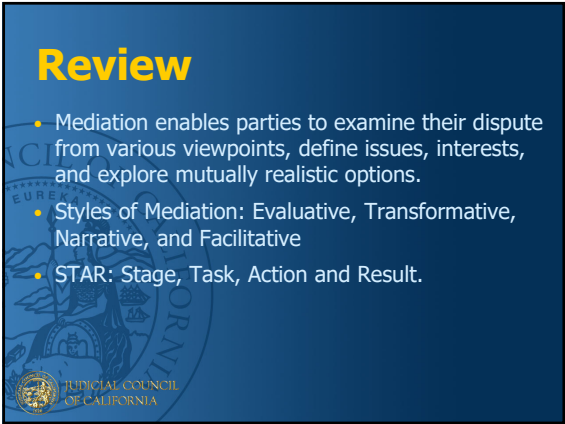 Review
• Mediation enables parties to examine their dispute
from various viewpoints, define issues, interests,
and explore mutually realistic options.
• Styles of Mediation: Evaluative, Transformative,
Narrative, and Facilitative
• STAR: Stage, Task, Action and Result.
EUREKA
JUDICIAL COUNCIL
OF CALIFORNIA